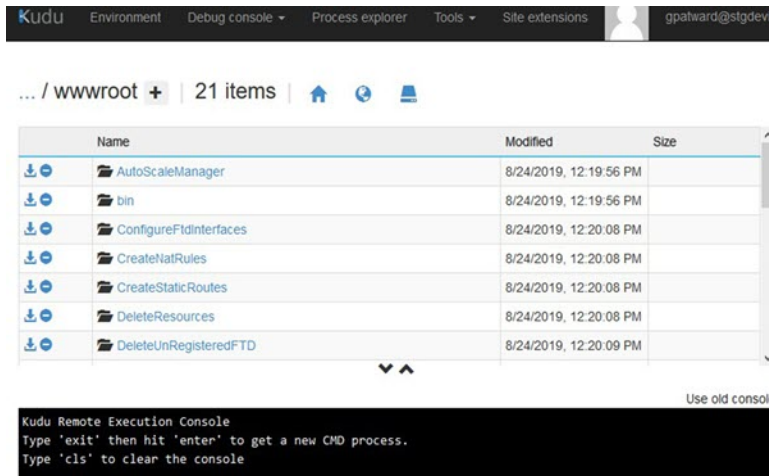 Kudu Environment Debug console Process explorer Tools Site extensions gpatward@stgdevi
... / wwwroot + 21 items
Name Modified Size
AutoScaleManager 8/24/2019, 12:19:56 PM
bin 8/24/2019, 12:19:56 PM
ConfigureFtdInterfaces 8/24/2019, 12:20:08 PM
CreateNatRules 8/24/2019, 12:20:08 PM
CreateStaticRoutes 8/24/2019, 12:20:08 PM
DeleteResources 8/24/2019, 12:20:08 PM
DeleteUnRegisteredFTD 8/24/2019, 12:20:09 PM
Use old consol
Kudu Remote Execution Console
Type 'exit' then hit 'enter' to get a new CMD process.
Type 'cls' to clear the console